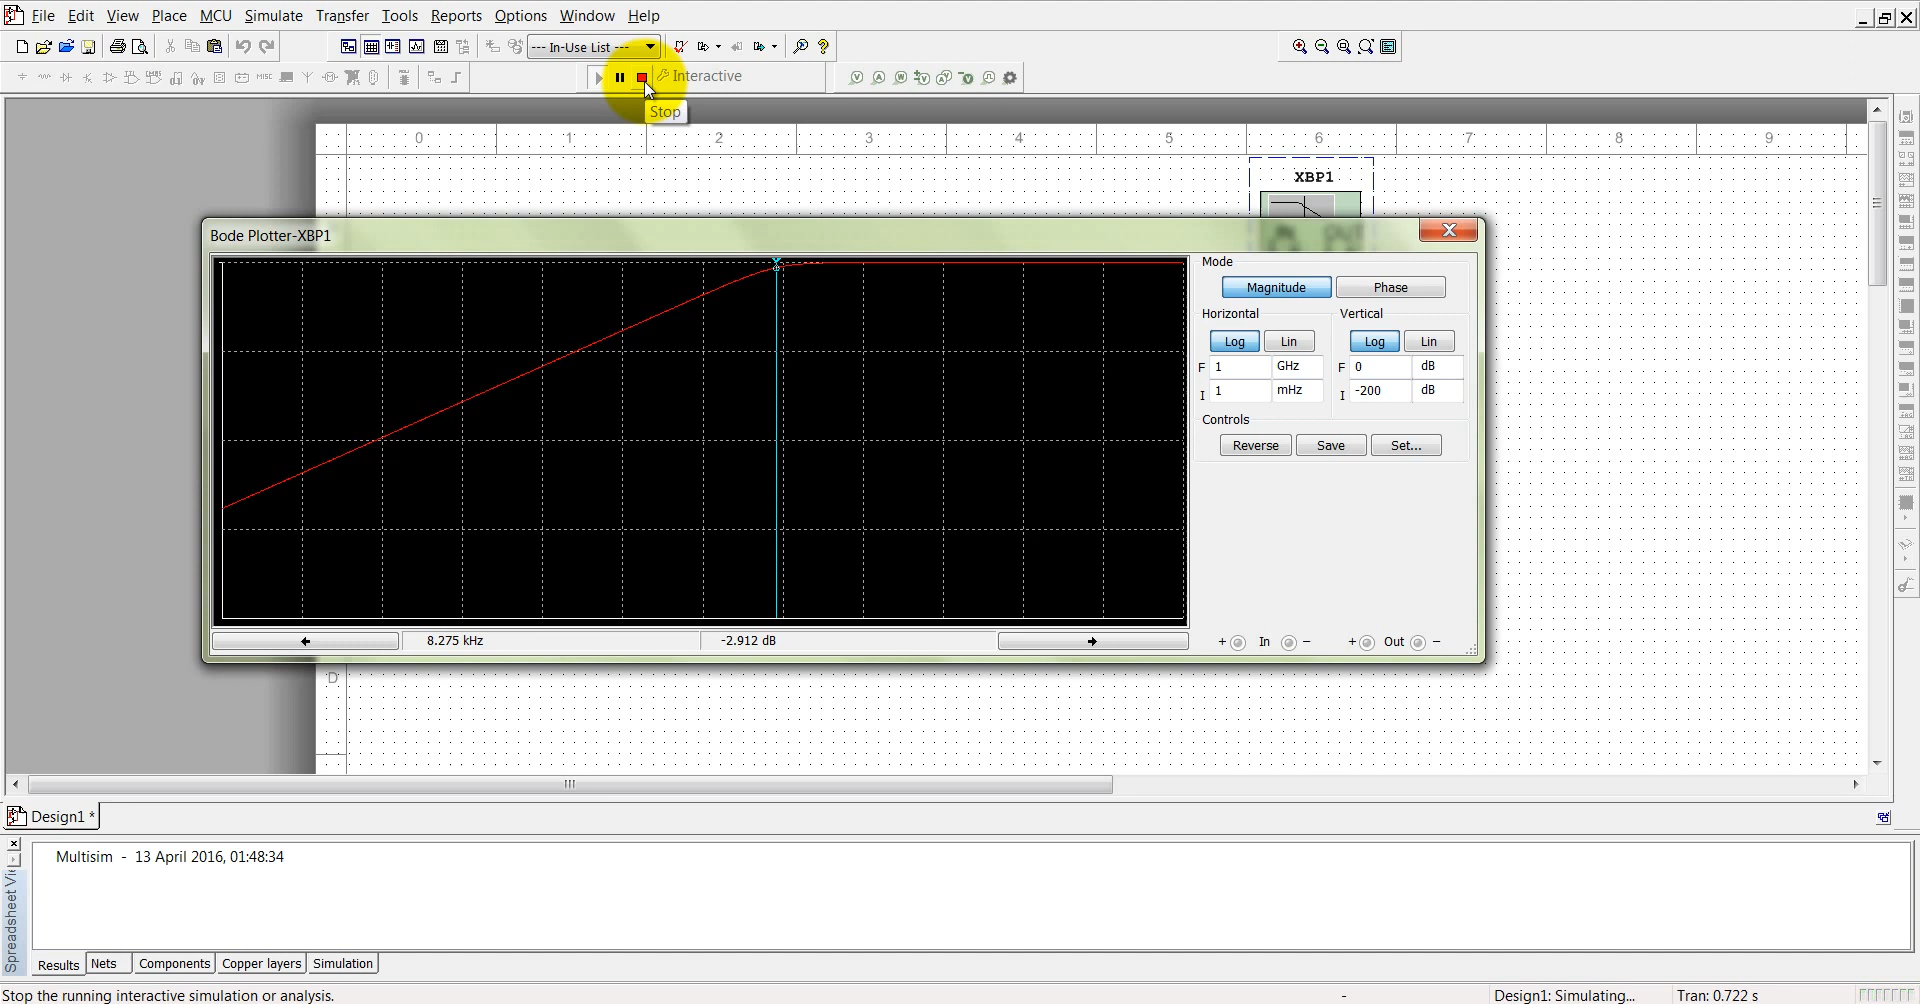 File Edit View Place MCU Simulate Transfer Tools Reports Options Window Help
--- In-Use List ---
Interactive
Stop
0 1 2 3 4 5 6 7 8 9
XBP1
IN OUT
Bode Plotter-XBP1
Mode
Magnitude Phase
Horizontal Vertical
Log Lin Log Lin
F 1 GHz F 0 dB
I 1 mHz I -200 dB
Controls
Reverse Save Set...
8.275 kHz -2.912 dB
+ In − + Out −
D
Design1 *
Multisim - 13 April 2016, 01:48:34
Results Nets Components Copper layers Simulation
Stop the running interactive simulation or analysis. - Design1: Simulating... Tran: 0.722 s